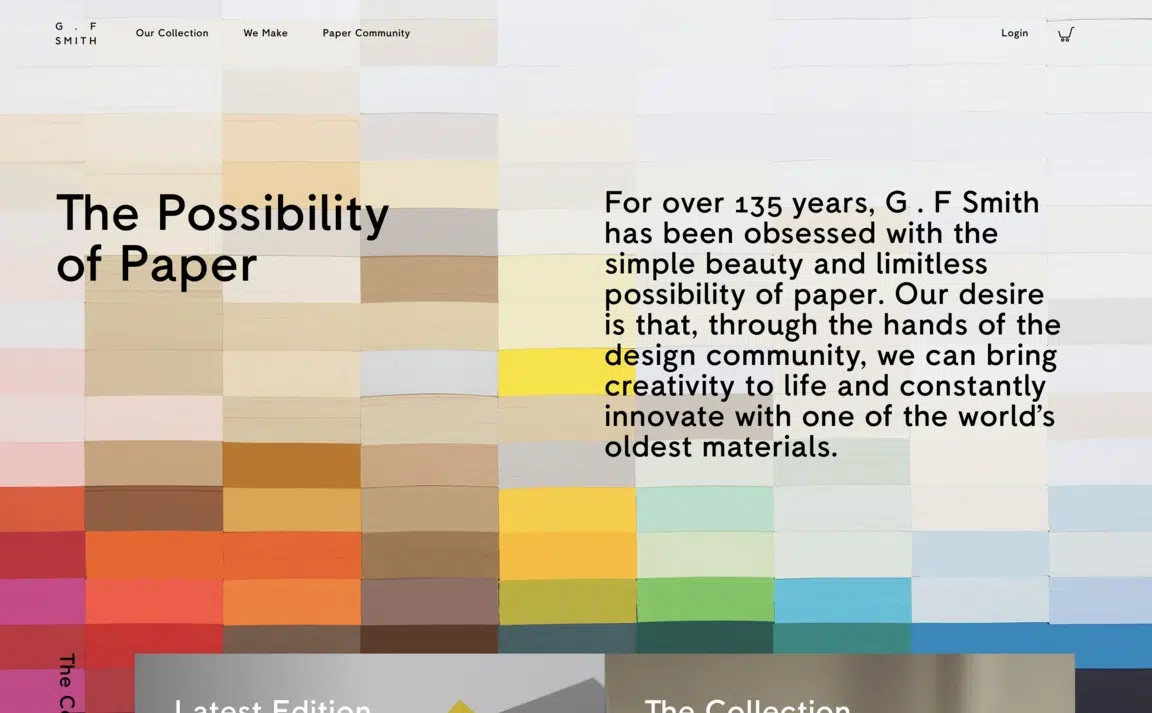 G . F
SMITH
Our Collection
We Make
Paper Community
Login
The Possibility
of Paper
For over 135 years, G . F Smith
has been obsessed with the
simple beauty and limitless
possibility of paper. Our desire
is that, through the hands of the
design community, we can bring
creativity to life and constantly
innovate with one of the world’s
oldest materials.
The
Latest Edition
The Collection